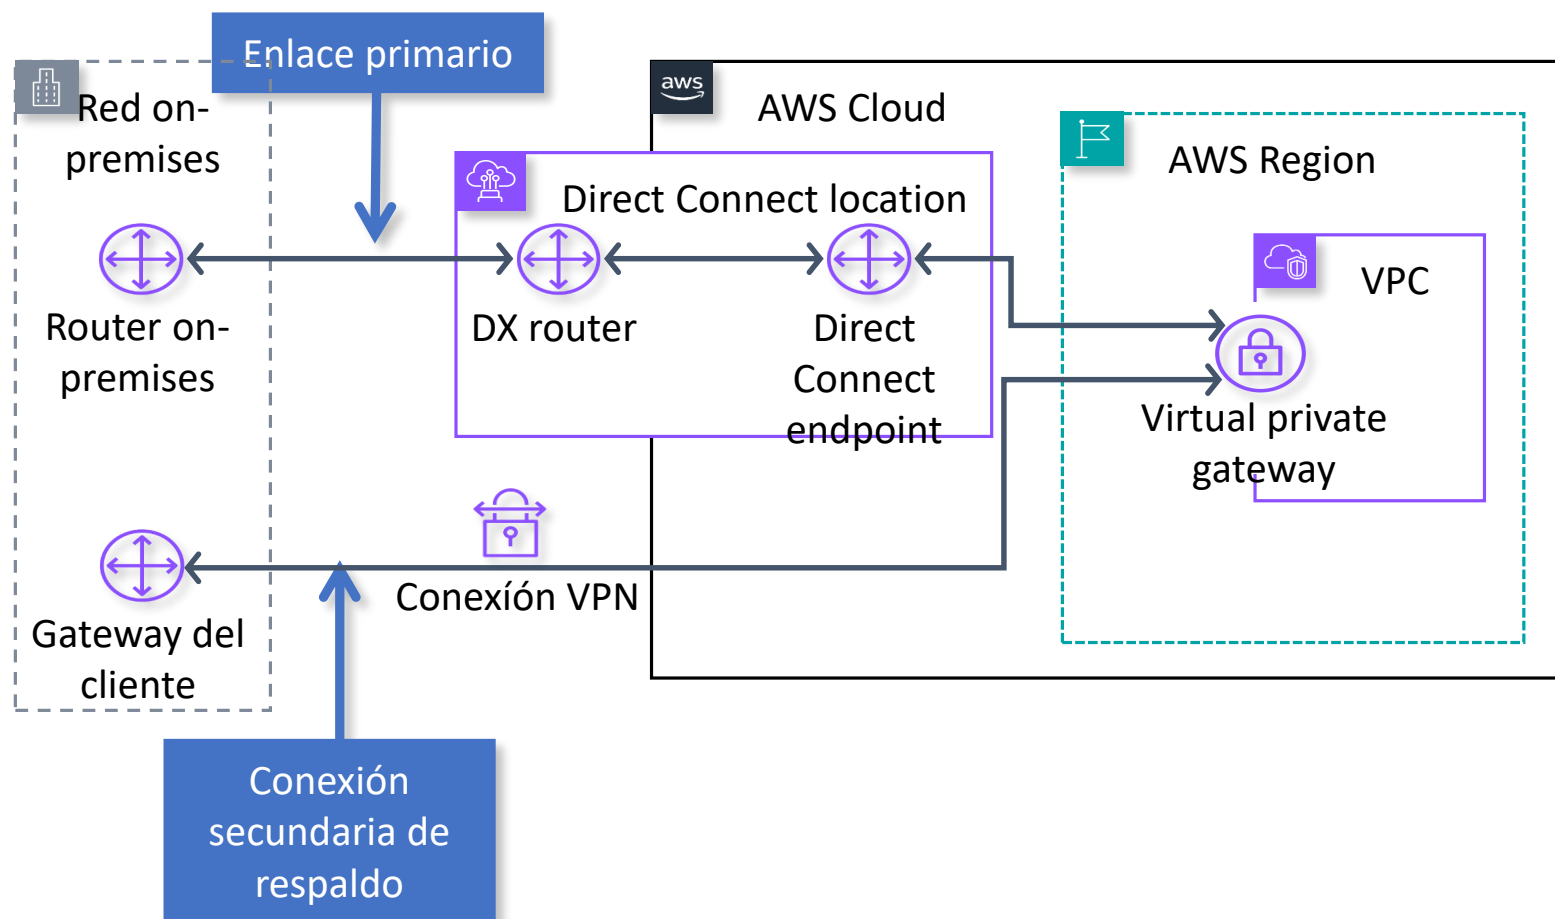 Enlace primario
aws
AWS Cloud
Red on-
premises
AWS Region
Direct Connect location
VPC
Router on-
premises
DX router
Direct
Connect
endpoint
Virtual private
gateway
Conexíón VPN
Gateway del
cliente
Conexión
secundaria de
respaldo